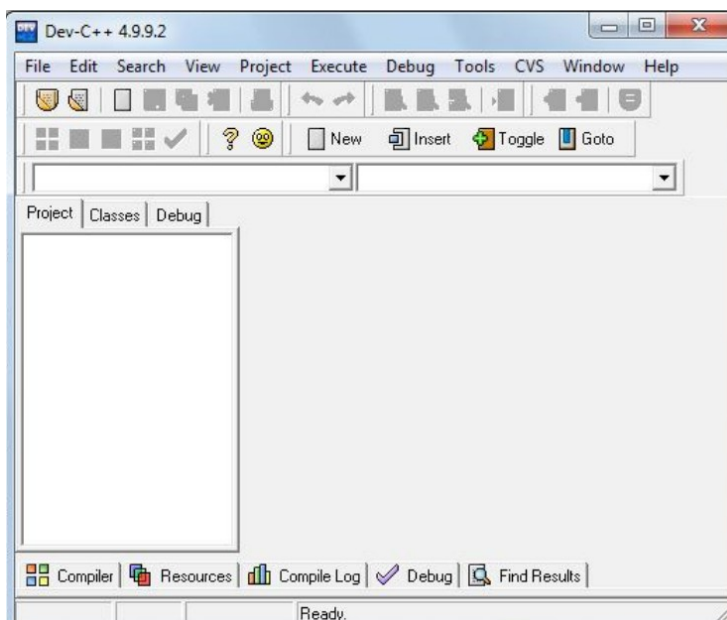 Dev-C++ 4.9.9.2
File Edit Search View Project Execute Debug Tools CVS Window Help
New Insert Toggle Goto
Project Classes Debug
Compiler Resources Compile Log Debug Find Results
Ready.